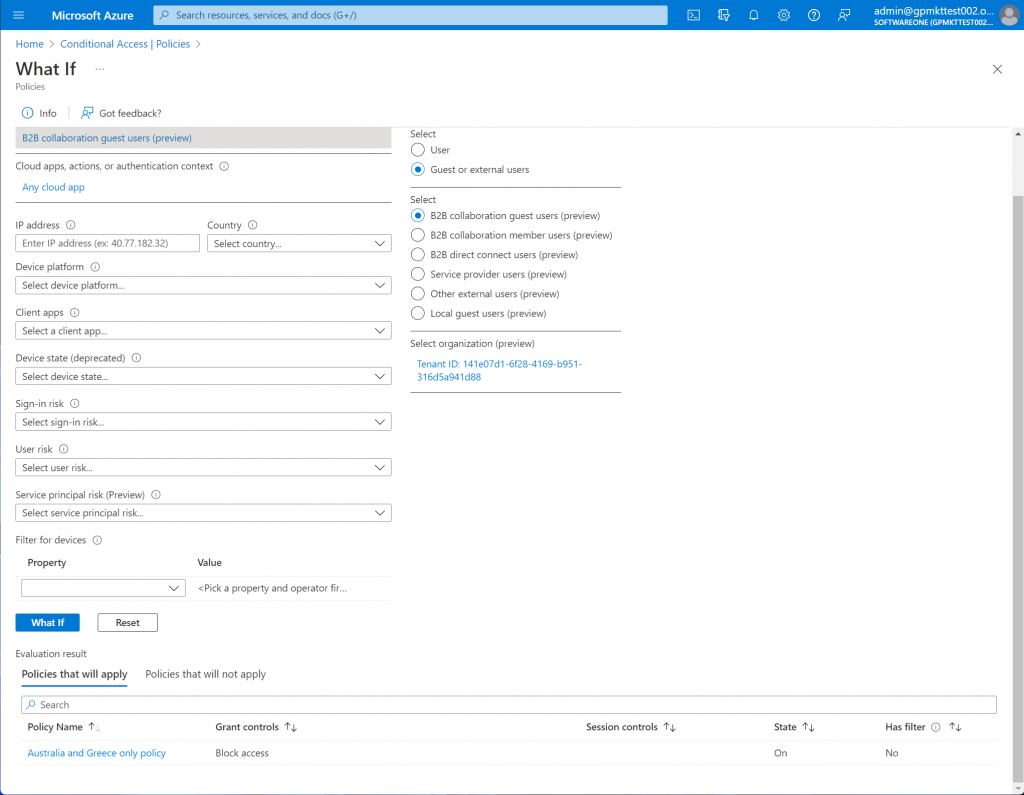 Microsoft Azure
Search resources, services, and docs (G+/)
admin@gpmkttest002.o...
SOFTWAREONE (GPMKTTEST002....
Home > Conditional Access | Policies >
What If ...
Policies
Info
Got feedback?
B2B collaboration guest users (preview)
Cloud apps, actions, or authentication context
Any cloud app
IP address
Country
Enter IP address (ex: 40.77.182.32)
Select country...
Device platform
Select device platform...
Client apps
Select a client app...
Device state (deprecated)
Select device state...
Sign-in risk
Select sign-in risk...
User risk
Select user risk...
Service principal risk (Preview)
Select service principal risk...
Filter for devices
Property Value
<Pick a property and operator fir...
What If
Reset
Select
User
Guest or external users
Select
B2B collaboration guest users (preview)
B2B collaboration member users (preview)
B2B direct connect users (preview)
Service provider users (preview)
Other external users (preview)
Local guest users (preview)
Select organization (preview)
Tenant ID: 141e07d1-6f28-4169-b951-
316d5a941d88
Evaluation result
Policies that will apply Policies that will not apply
Search
Policy Name Grant controls Session controls State Has filter
Australia and Greece only policy Block access On No